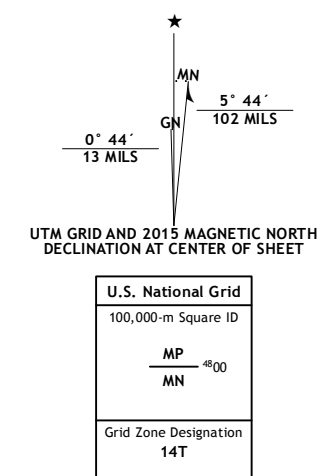 ★
MN
5° 44´
102 MILS
GN
0° 44´
13 MILS
UTM GRID AND 2015 MAGNETIC NORTH
DECLINATION AT CENTER OF SHEET
U.S. National Grid
100,000-m Square ID
MP
4800
MN
Grid Zone Designation
14T